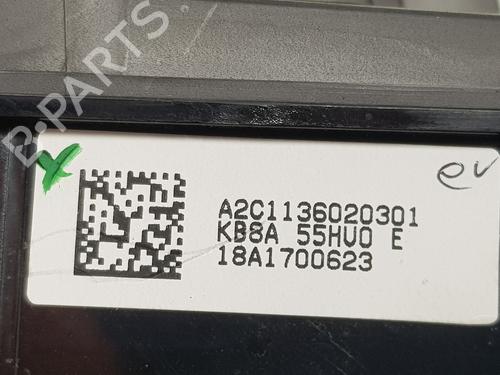 B-PARTS
ev
A2C1136020301
KB8A 55HV0 E
18A1700623